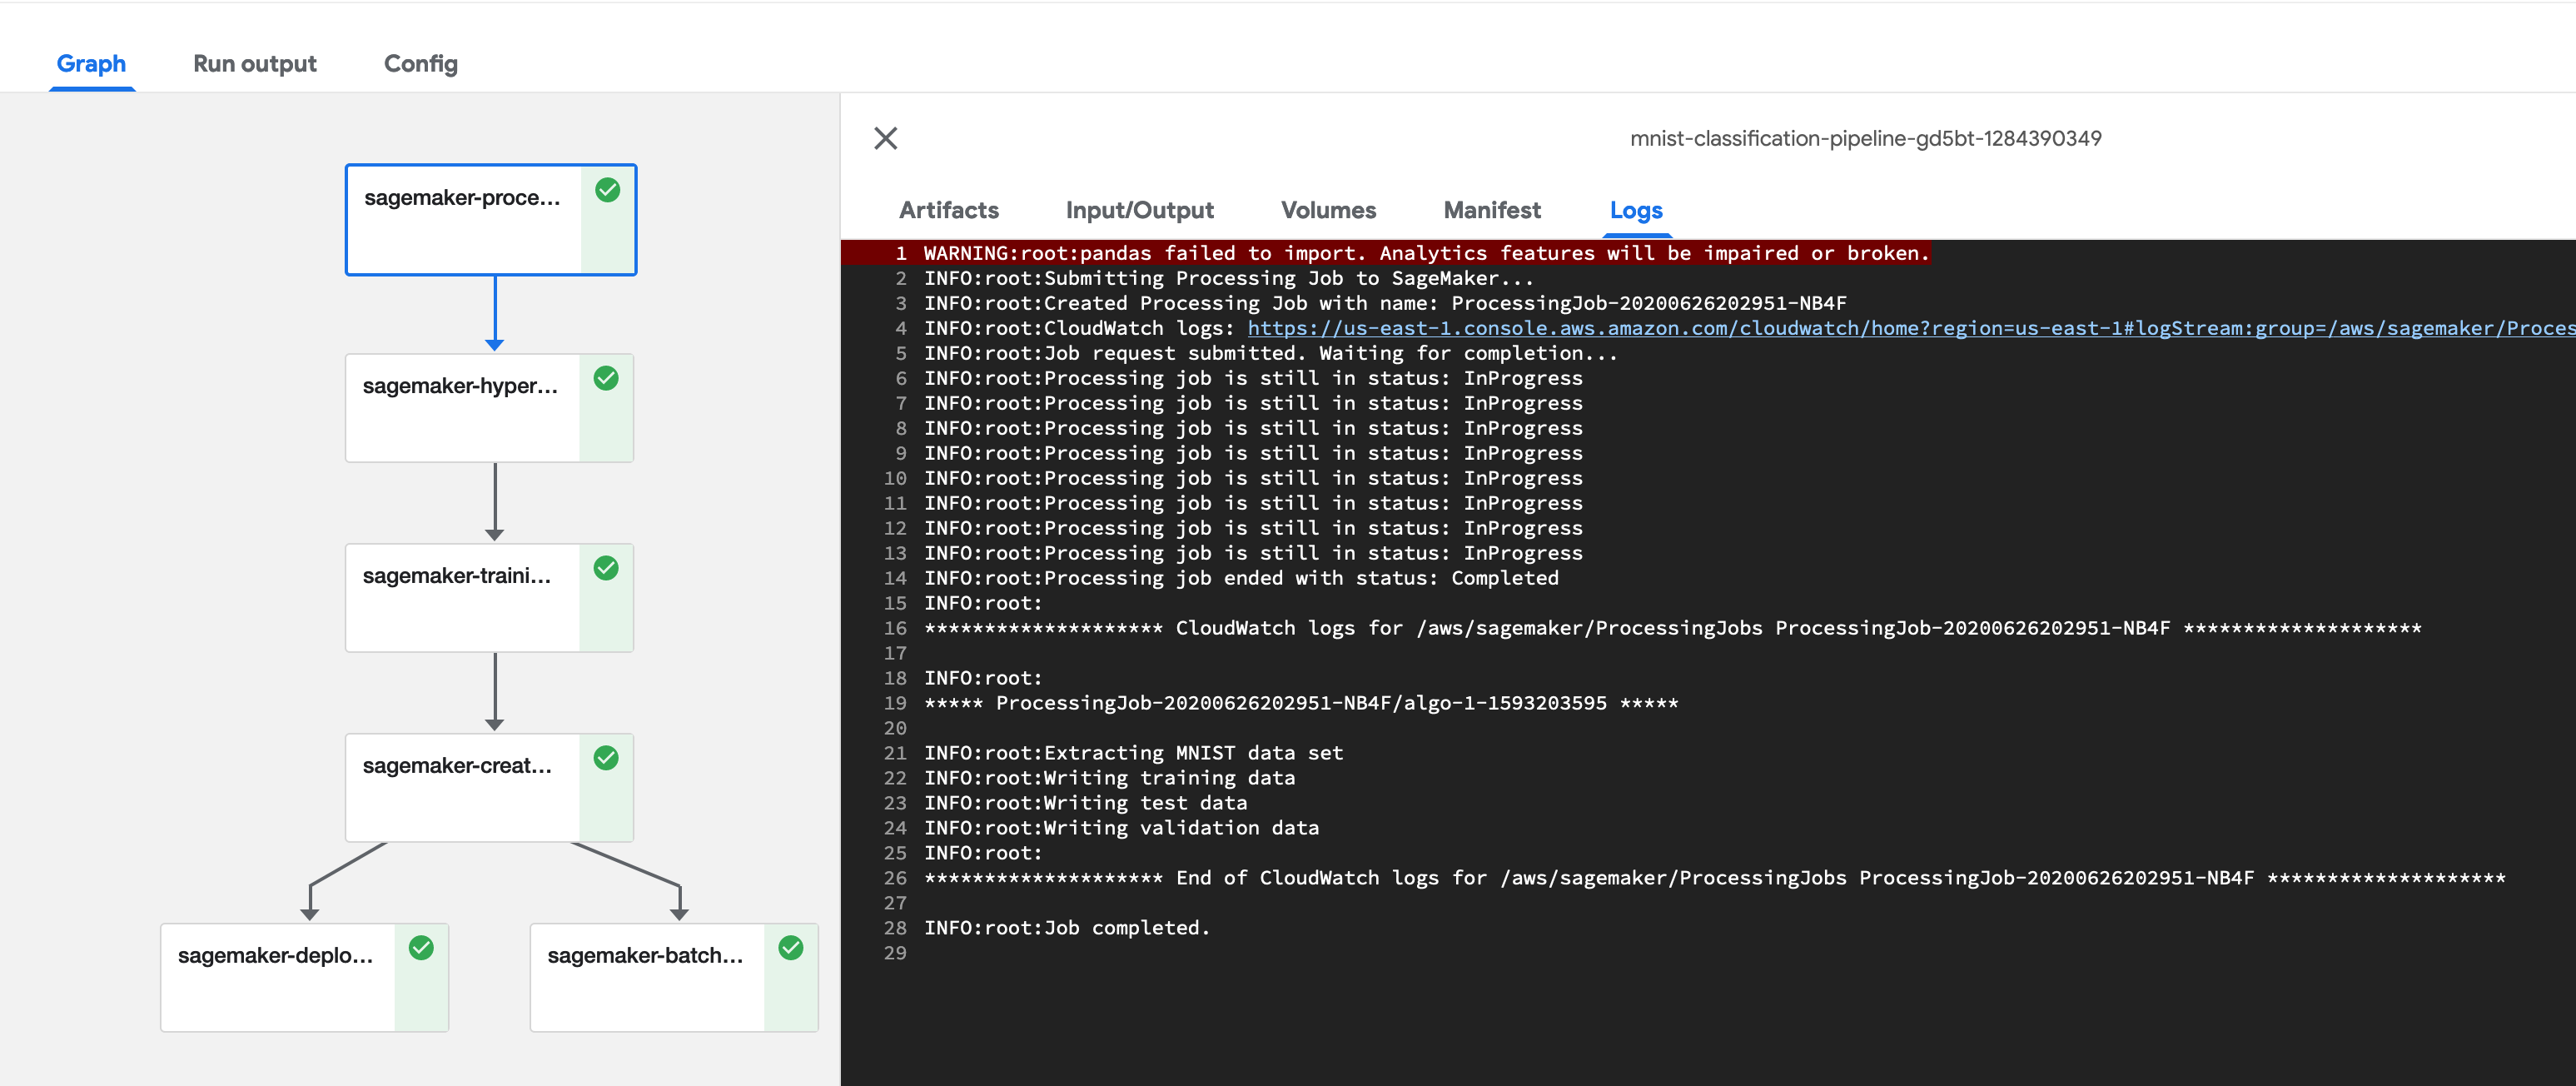 Graph Run output Config
sagemaker-proce...
sagemaker-hyper...
sagemaker-traini...
sagemaker-creat...
sagemaker-deplo... sagemaker-batch...
mnist-classification-pipeline-gd5bt-1284390349
Artifacts Input/Output Volumes Manifest Logs
1 WARNING:root:pandas failed to import. Analytics features will be impaired or broken.
2 INFO:root:Submitting Processing Job to SageMaker...
3 INFO:root:Created Processing Job with name: ProcessingJob-20200626202951-NB4F
4 INFO:root:CloudWatch logs: https://us-east-1.console.aws.amazon.com/cloudwatch/home?region=us-east-1#logStream:group=/aws/sagemaker/Proces
5 INFO:root:Job request submitted. Waiting for completion...
6 INFO:root:Processing job is still in status: InProgress
7 INFO:root:Processing job is still in status: InProgress
8 INFO:root:Processing job is still in status: InProgress
9 INFO:root:Processing job is still in status: InProgress
10 INFO:root:Processing job is still in status: InProgress
11 INFO:root:Processing job is still in status: InProgress
12 INFO:root:Processing job is still in status: InProgress
13 INFO:root:Processing job is still in status: InProgress
14 INFO:root:Processing job ended with status: Completed
15 INFO:root:
16 ******************** CloudWatch logs for /aws/sagemaker/ProcessingJobs ProcessingJob-20200626202951-NB4F ********************
17
18 INFO:root:
19 ***** ProcessingJob-20200626202951-NB4F/algo-1-1593203595 *****
20
21 INFO:root:Extracting MNIST data set
22 INFO:root:Writing training data
23 INFO:root:Writing test data
24 INFO:root:Writing validation data
25 INFO:root:
26 ******************** End of CloudWatch logs for /aws/sagemaker/ProcessingJobs ProcessingJob-20200626202951-NB4F ********************
27
28 INFO:root:Job completed.
29